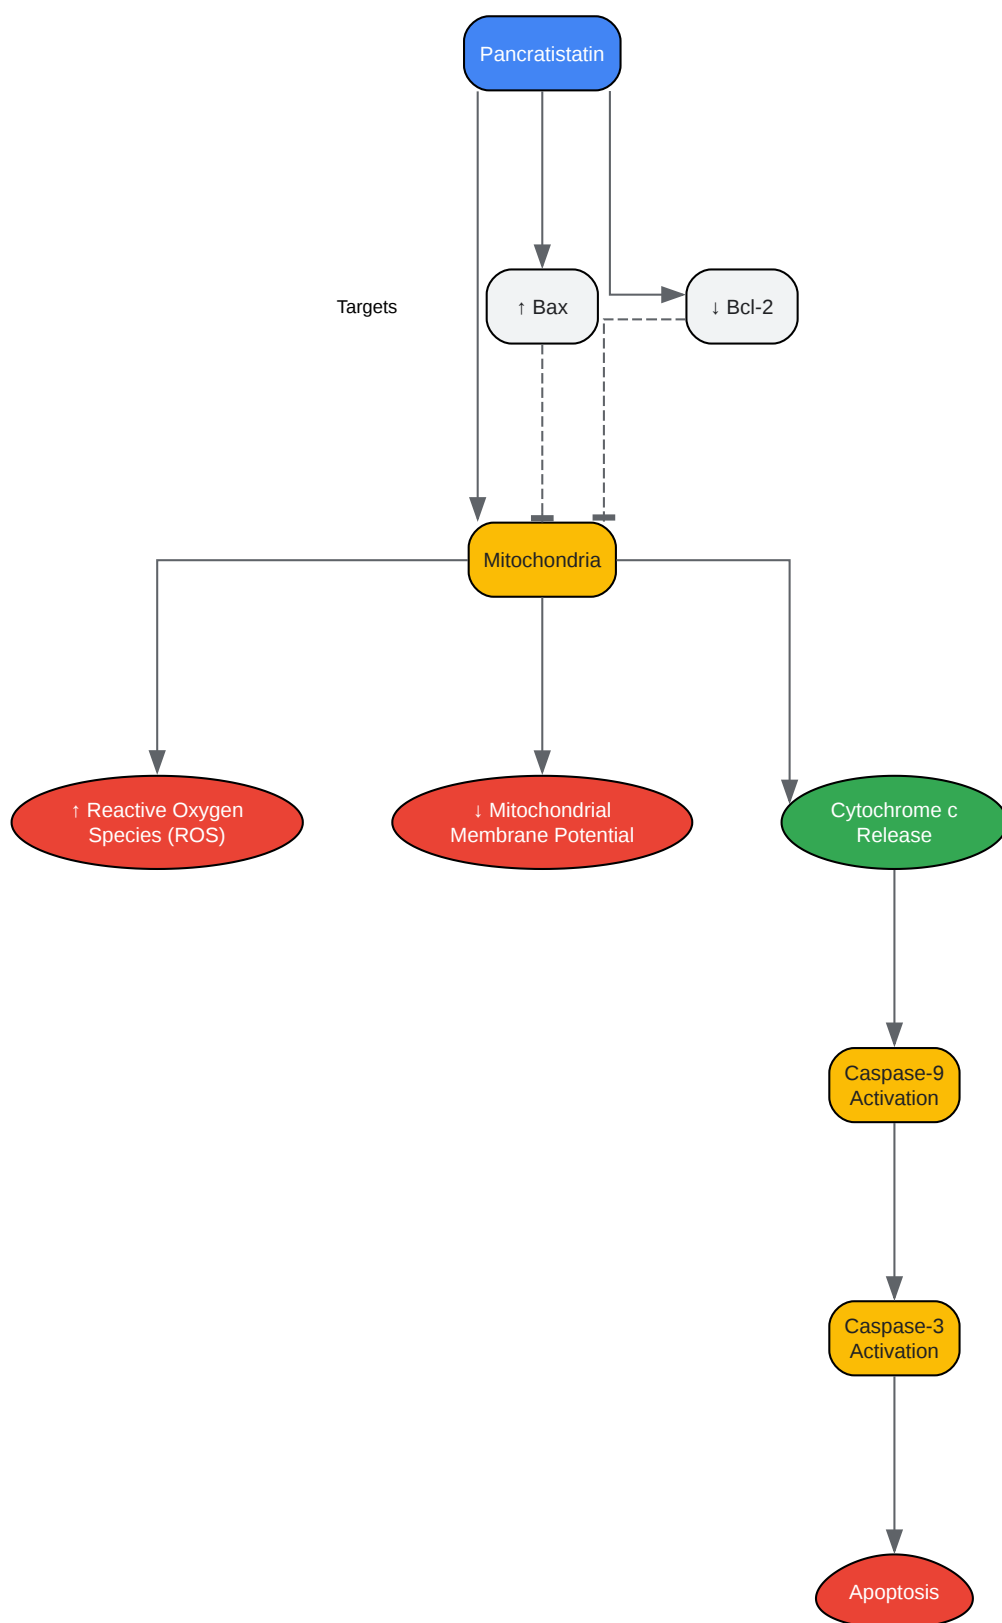 Pancratistatin
Targets
↑ Bax
↓ Bcl-2
Mitochondria
↑ Reactive Oxygen
Species (ROS)
↓ Mitochondrial
Membrane Potential
Cytochrome c
Release
Caspase-9
Activation
Caspase-3
Activation
Apoptosis